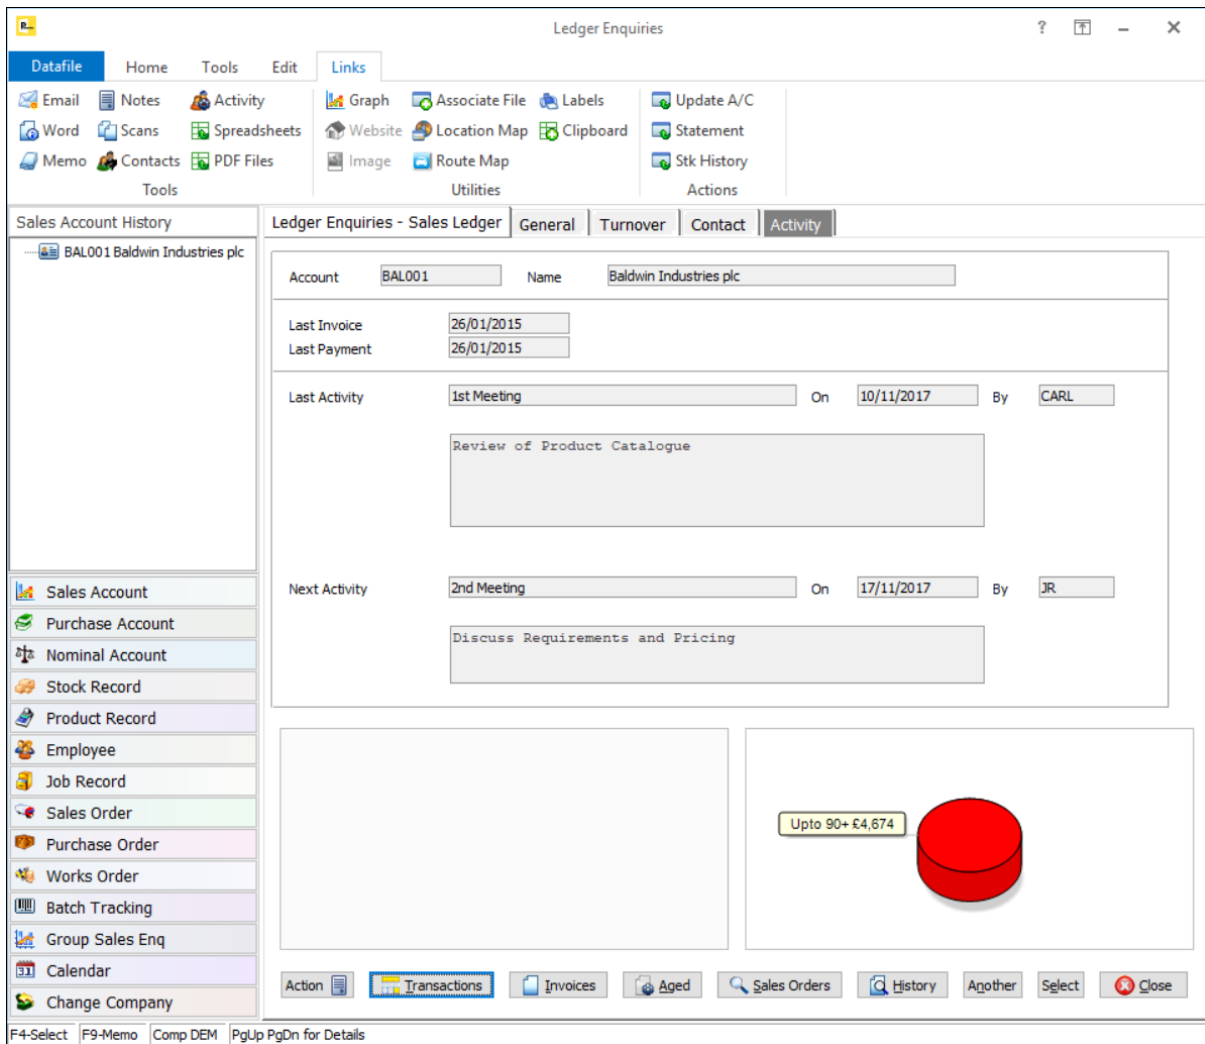 Ledger Enquiries
?
Datafile Home Tools Edit Links
Email Notes Activity Graph Associate File Labels Update A/C
Word Scans Spreadsheets Website Location Map Clipboard Statement
Memo Contacts PDF Files Image Route Map Stk History
Tools Utilities Actions
Sales Account History
BAL001 Baldwin Industries plc
Sales Account
Purchase Account
Nominal Account
Stock Record
Product Record
Employee
Job Record
Sales Order
Purchase Order
Works Order
Batch Tracking
Group Sales Enq
31 Calendar
Change Company
Ledger Enquiries - Sales Ledger General Turnover Contact Activity
Account BAL001 Name Baldwin Industries plc
Last Invoice 26/01/2015
Last Payment 26/01/2015
Last Activity 1st Meeting On 10/11/2017 By CARL
Review of Product Catalogue
Next Activity 2nd Meeting On 17/11/2017 By JR
Discuss Requirements and Pricing
Upto 90+ £4,674
Action Transactions Invoices Aged Sales Orders History Another Select Close
F4-Select F9-Memo Comp DEM PgUp PgDn for Details